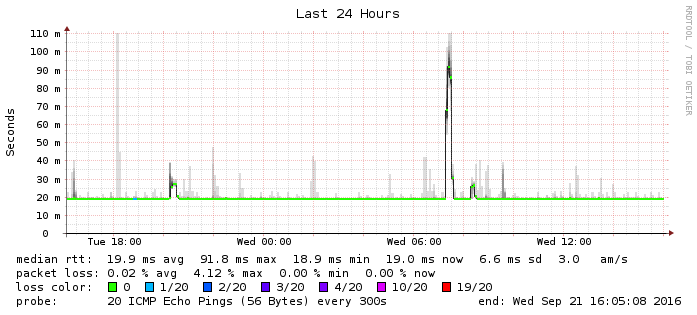 Last 24 Hours
RRDTOOL / TOBI OETIKER
Seconds
110 m
100 m
90 m
80 m
70 m
60 m
50 m
40 m
30 m
20 m
10 m
0
Tue 18:00 Wed 00:00 Wed 06:00 Wed 12:00
median rtt: 19.9 ms avg 91.8 ms max 18.9 ms min 19.0 ms now 6.6 ms sd 3.0 am/s
packet loss: 0.02 % avg 4.12 % max 0.00 % min 0.00 % now
loss color: 0 1/20 2/20 3/20 4/20 10/20 19/20
probe: 20 ICMP Echo Pings (56 Bytes) every 300s end: Wed Sep 21 16:05:08 2016